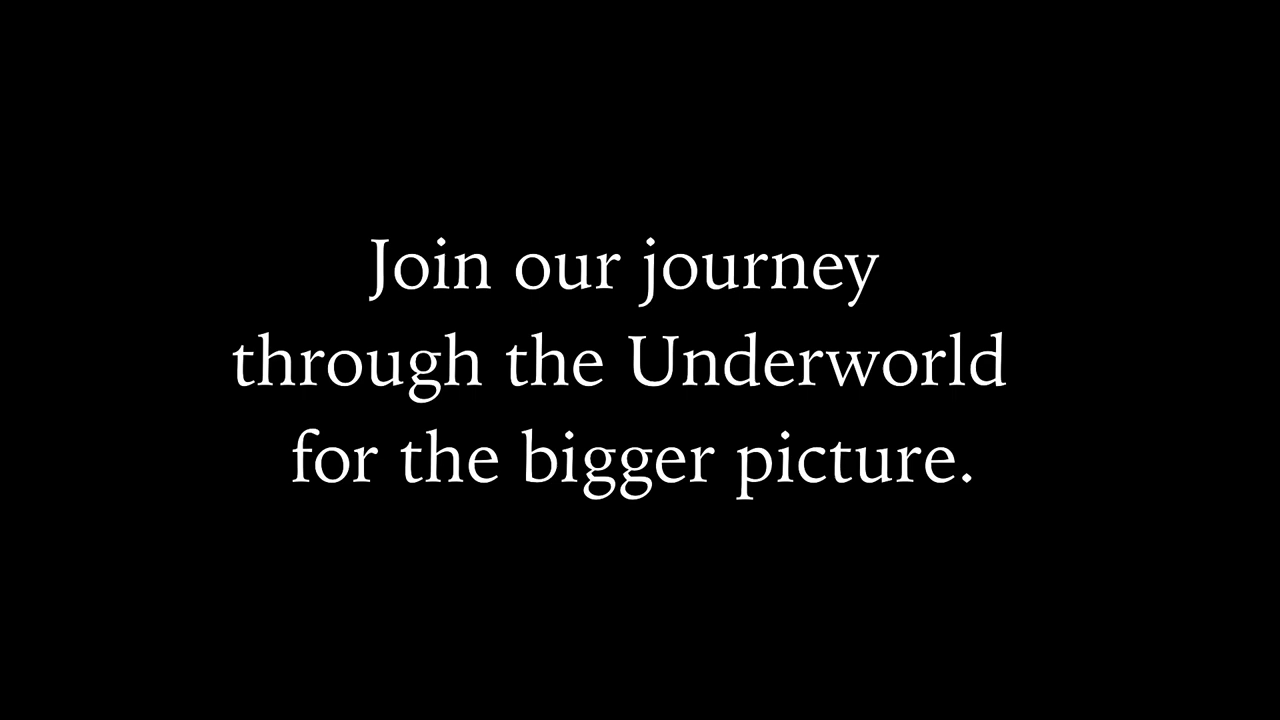 Join our journey
through the Underworld
for the bigger picture.